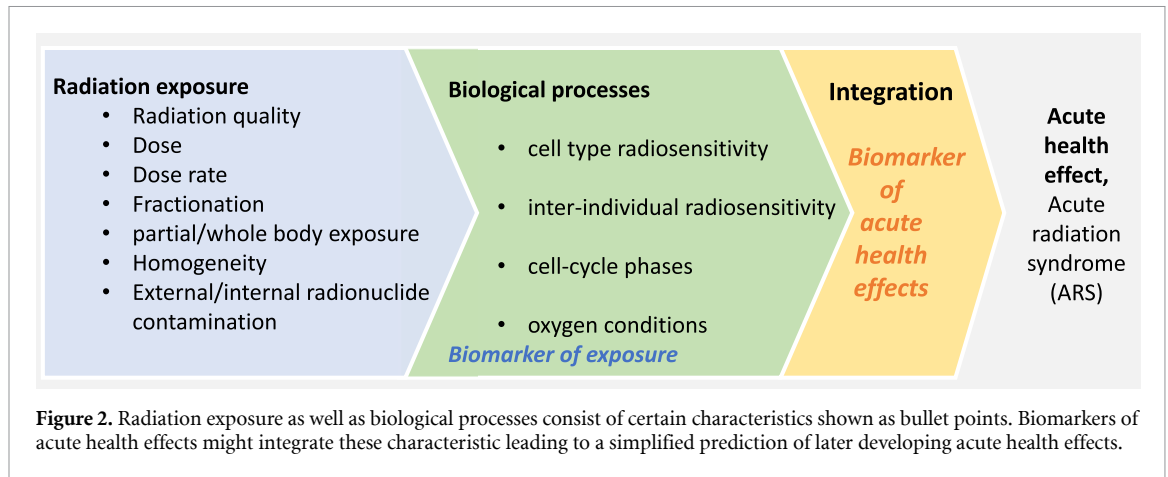 Radiation exposure
• Radiation quality
• Dose
• Dose rate
• Fractionation
• partial/whole body exposure
• Homogeneity
• External/internal radionuclide
contamination
Biological processes
• cell type radiosensitivity
• inter-individual radiosensitivity
• cell-cycle phases
• oxygen conditions
Biomarker of exposure
Integration
Biomarker
of
acute
health
effects
Acute
health
effect,
Acute
radiation
syndrome
(ARS)
Figure 2. Radiation exposure as well as biological processes consist of certain characteristics shown as bullet points. Biomarkers of
acute health effects might integrate these characteristic leading to a simplified prediction of later developing acute health effects.